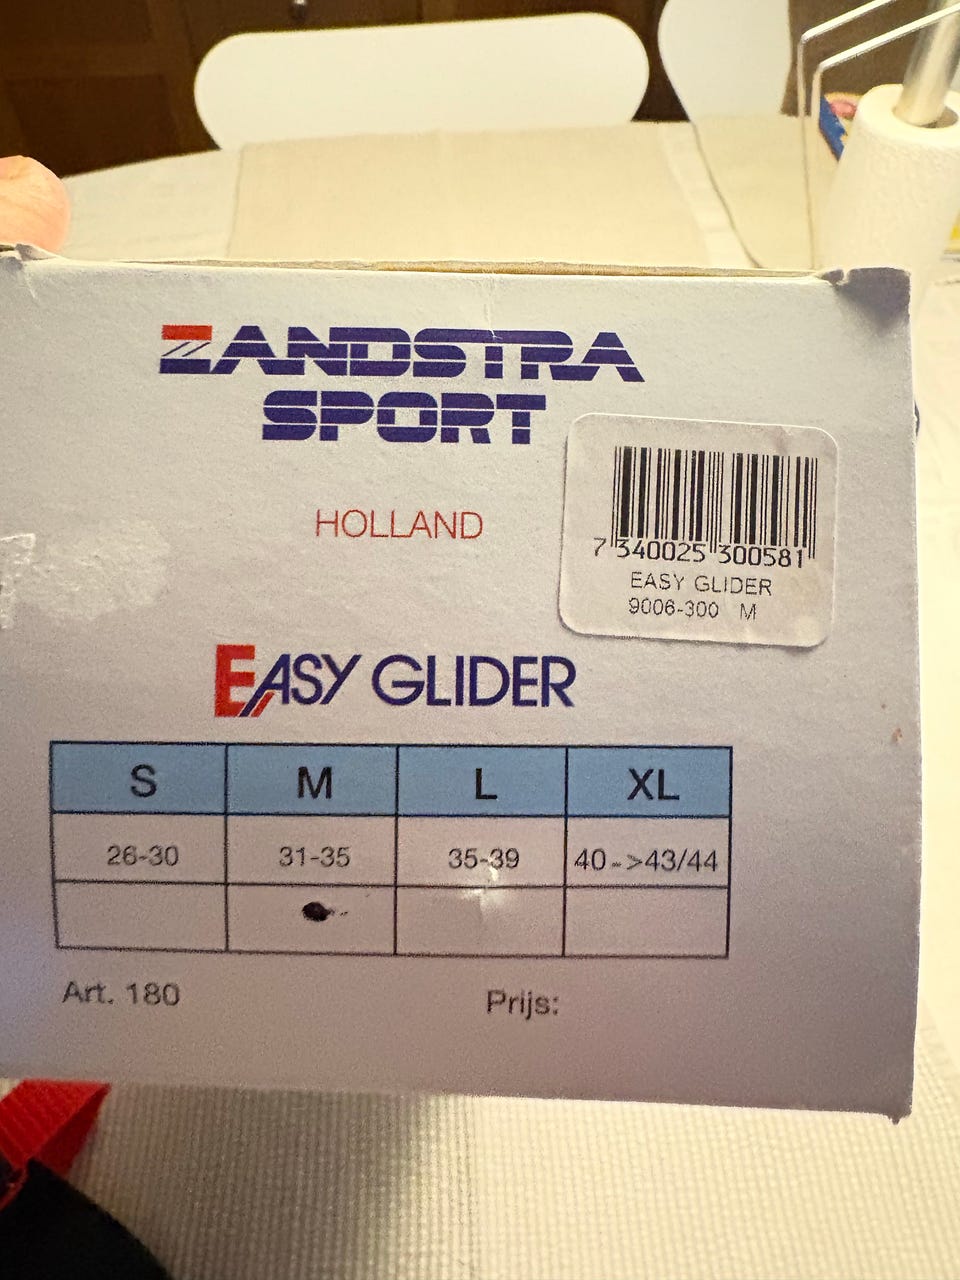 ZANDSTRA
SPORT
HOLLAND
7 340025 300581
EASY GLIDER
9006-300 M
EASY GLIDER
S M L XL
26-30 31-35 35-39 40->43/44
Art. 180 Prijs: